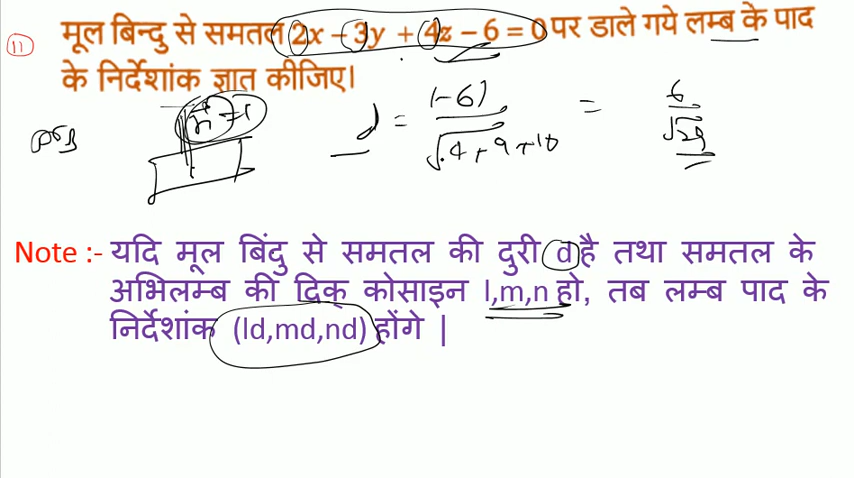 11 मूल बिन्दु से समतल 2x − 3y + 4z − 6 = 0 पर डाले गये लम्ब के पाद
के निर्देशांक ज्ञात कीजिए।
d = |-6| / √4+9+16 = 6 / √29
Note :- यदि मूल बिंदु से समतल की दुरी d है तथा समतल के
अभिलम्ब की दिक् कोसाइन l,m,n हो, तब लम्ब पाद के
निर्देशांक (ld,md,nd) होंगे |